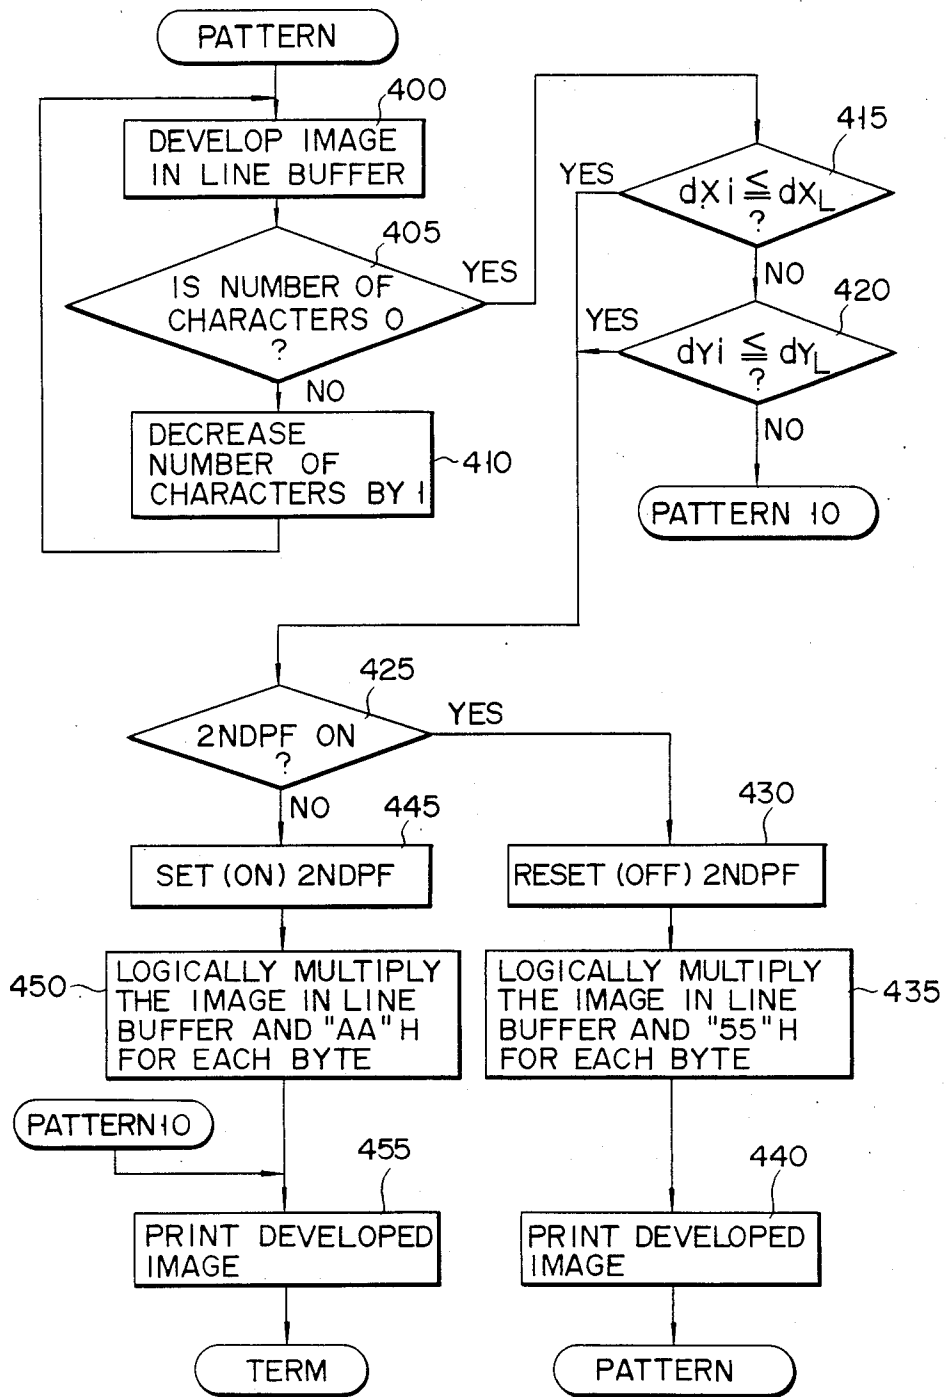 PATTERN
400
DEVELOP IMAGE
IN LINE BUFFER
405
IS NUMBER OF
CHARACTERS 0
?
YES
NO
DECREASE
NUMBER OF
CHARACTERS BY 1
410
415
YES
dXi ≦ dXL
?
NO
420
YES
dYi ≦ dYL
?
NO
PATTERN 10
425
2NDPF ON
?
YES
NO
445
SET (ON) 2NDPF
430
RESET (OFF) 2NDPF
450
LOGICALLY MULTIPLY
THE IMAGE IN LINE
BUFFER AND "AA" H
FOR EACH BYTE
LOGICALLY MULTIPLY
THE IMAGE IN LINE
BUFFER AND "55" H
FOR EACH BYTE
435
PATTERN 10
455
PRINT DEVELOPED
IMAGE
440
PRINT DEVELOPED
IMAGE
TERM
PATTERN